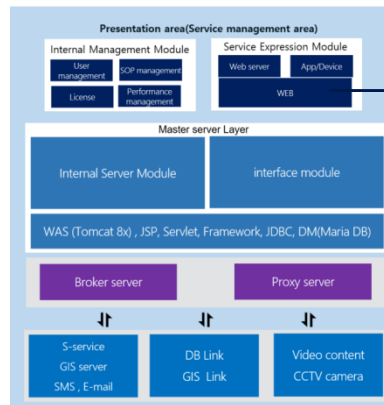 Presentation area(Service management area)
Internal Management Module
User
management
SOP management
License
Performance
management
Service Expression Module
Web server
App/Device
WEB
Master server Layer
Internal Server Module
interface module
WAS (Tomcat 8x) , JSP, Servlet, Framework, JDBC, DM(Maria DB)
Broker server
Proxy server
S-service
GIS server
SMS , E-mail
DB Link
GIS Link
Video content
CCTV camera